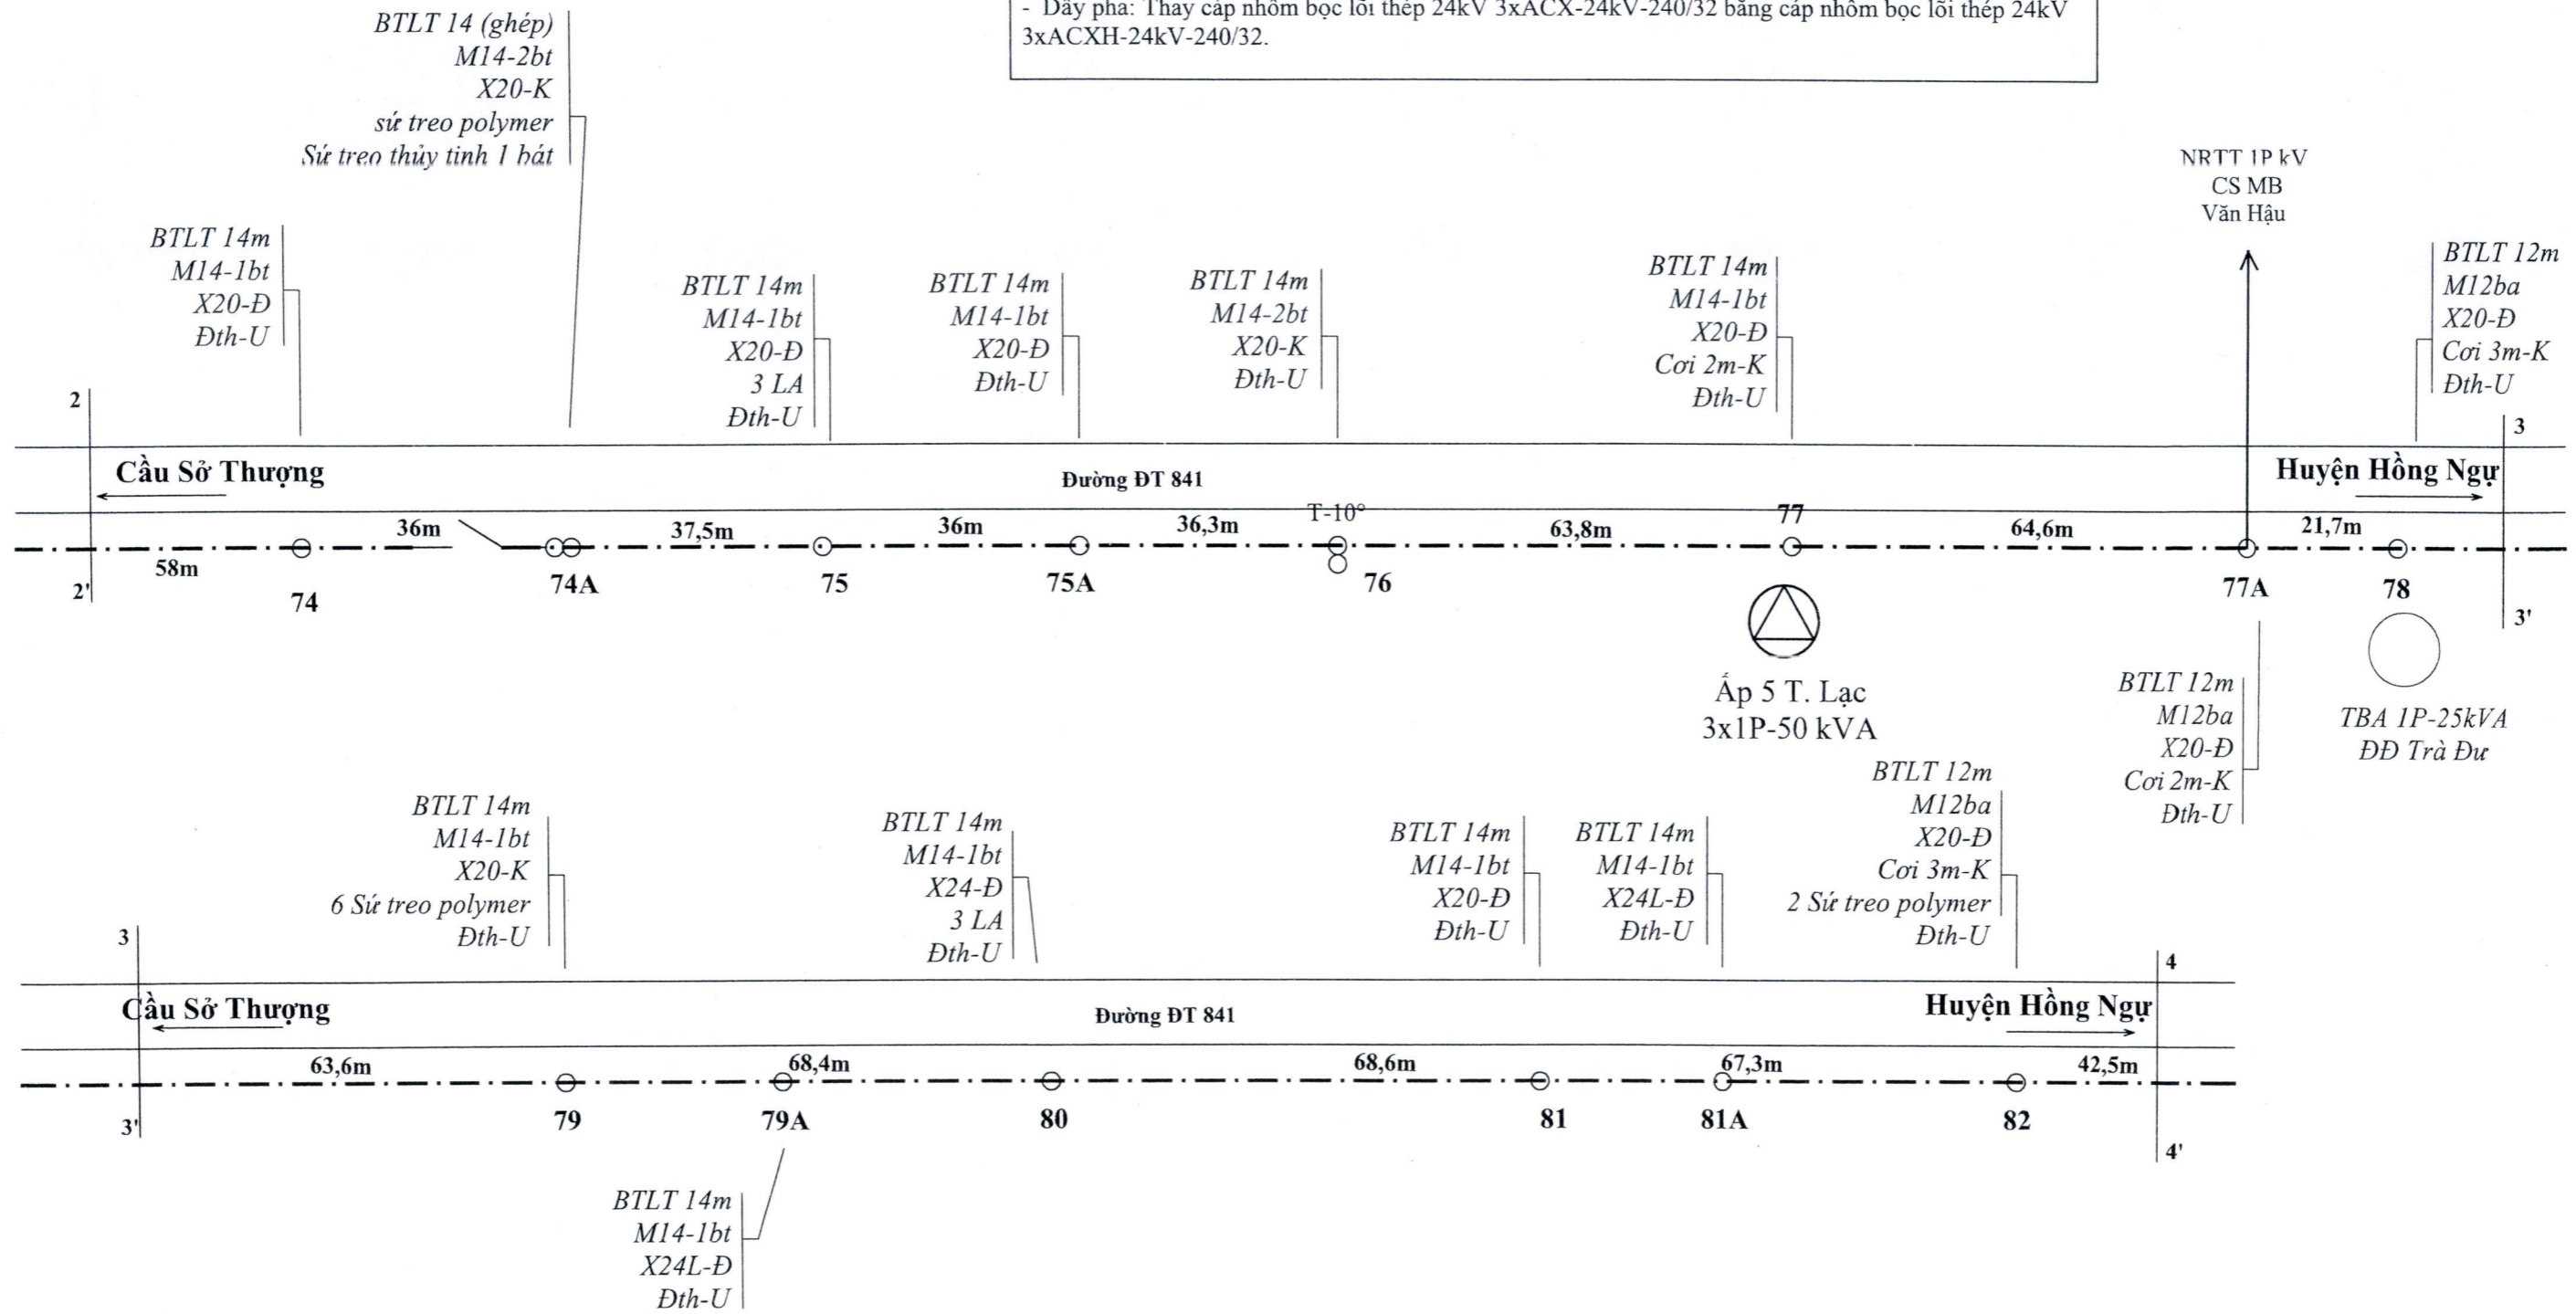 - Dây pha: Thay cáp nhôm bọc lõi thép 24kV 3xACX-24kV-240/32 bằng cáp nhôm bọc lõi thép 24kV
3xACXH-24kV-240/32.
BTLT 14 (ghép)
M14-2bt
X20-K
sứ treo polymer
Sứ treo thủy tinh 1 bát
BTLT 14m
M14-1bt
X20-Đ
Đth-U
BTLT 14m
M14-1bt
X20-Đ
3 LA
Đth-U
BTLT 14m
M14-1bt
X20-Đ
Đth-U
BTLT 14m
M14-2bt
X20-K
Đth-U
BTLT 14m
M14-1bt
X20-Đ
Cơi 2m-K
Đth-U
NRTT 1P kV
CS MB
Văn Hậu
BTLT 12m
M12ba
X20-Đ
Cơi 3m-K
Đth-U
2
3
Cầu Sở Thượng
Đường ĐT 841
Huyện Hồng Ngự
58m
36m
37,5m
36m
36,3m
T-10°
63,8m
77
64,6m
21,7m
2'
74
74A
75
75A
76
77A
78
3'
Ấp 5 T. Lạc
3x1P-50 kVA
BTLT 12m
M12ba
X20-Đ
Cơi 2m-K
Đth-U
TBA 1P-25kVA
ĐĐ Trà Đư
BTLT 14m
M14-1bt
X20-K
6 Sứ treo polymer
Đth-U
BTLT 14m
M14-1bt
X24-Đ
3 LA
Đth-U
BTLT 14m
M14-1bt
X20-Đ
Đth-U
BTLT 14m
M14-1bt
X24L-Đ
Đth-U
BTLT 12m
M12ba
X20-Đ
Cơi 3m-K
2 Sứ treo polymer
Đth-U
3
4
Cầu Sở Thượng
Đường ĐT 841
Huyện Hồng Ngự
63,6m
68,4m
68,6m
67,3m
42,5m
3'
79
79A
80
81
81A
82
4'
BTLT 14m
M14-1bt
X24L-Đ
Đth-U